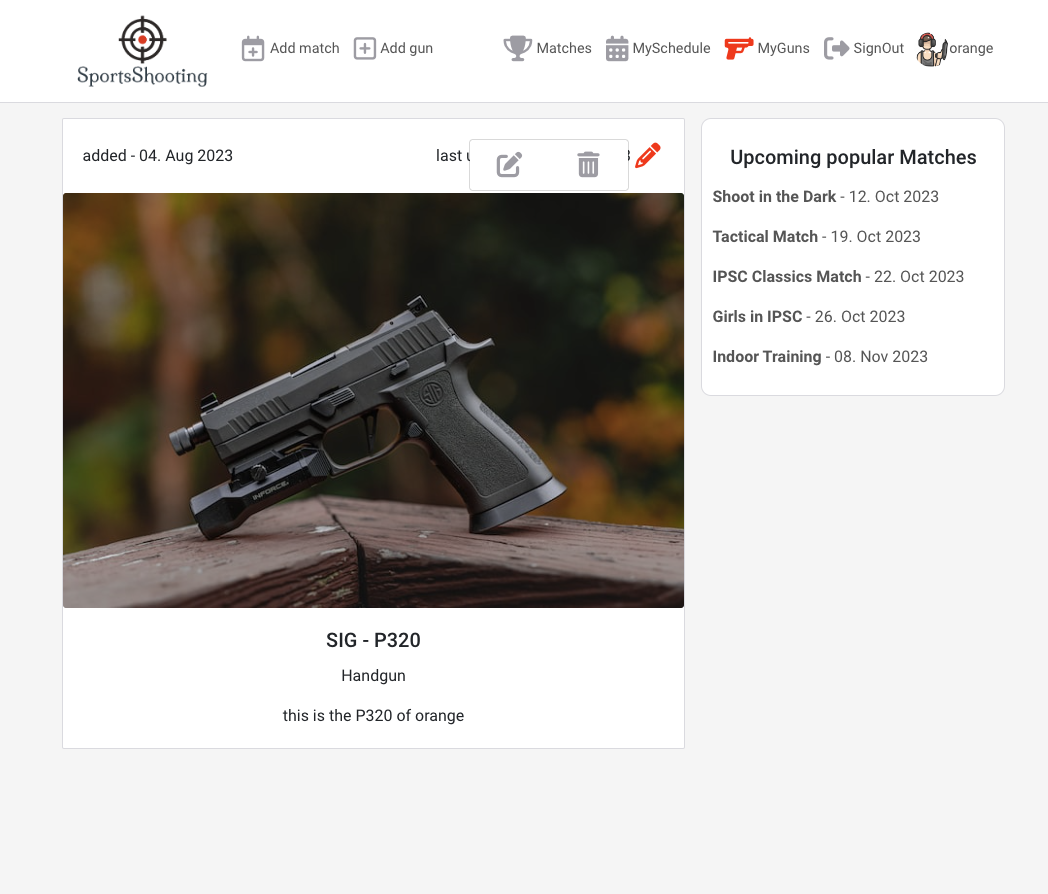 SportsShooting
Add match
Add gun
Matches
MySchedule
MyGuns
SignOut
orange
added - 04. Aug 2023
last
INFORCE
SIG
SIG - P320
Handgun
this is the P320 of orange
Upcoming popular Matches
Shoot in the Dark - 12. Oct 2023
Tactical Match - 19. Oct 2023
IPSC Classics Match - 22. Oct 2023
Girls in IPSC - 26. Oct 2023
Indoor Training - 08. Nov 2023